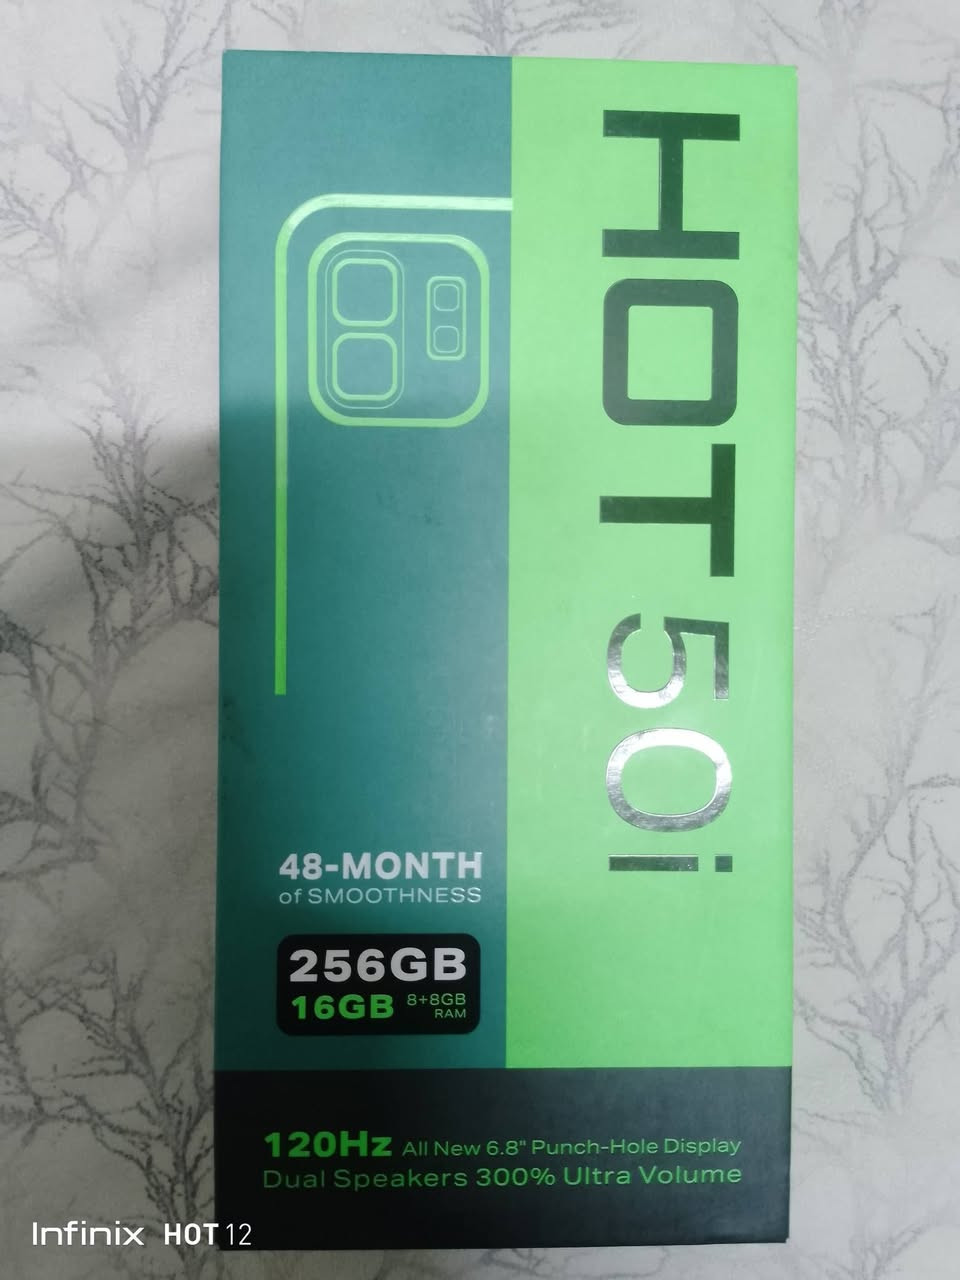 HOT 50i
48-MONTH
of SMOOTHNESS
256GB
16GB 8+8GB
RAM
120Hz All New 6.8" Punch-Hole Display
Dual Speakers 300% Ultra Volume
Infinix HOT 12